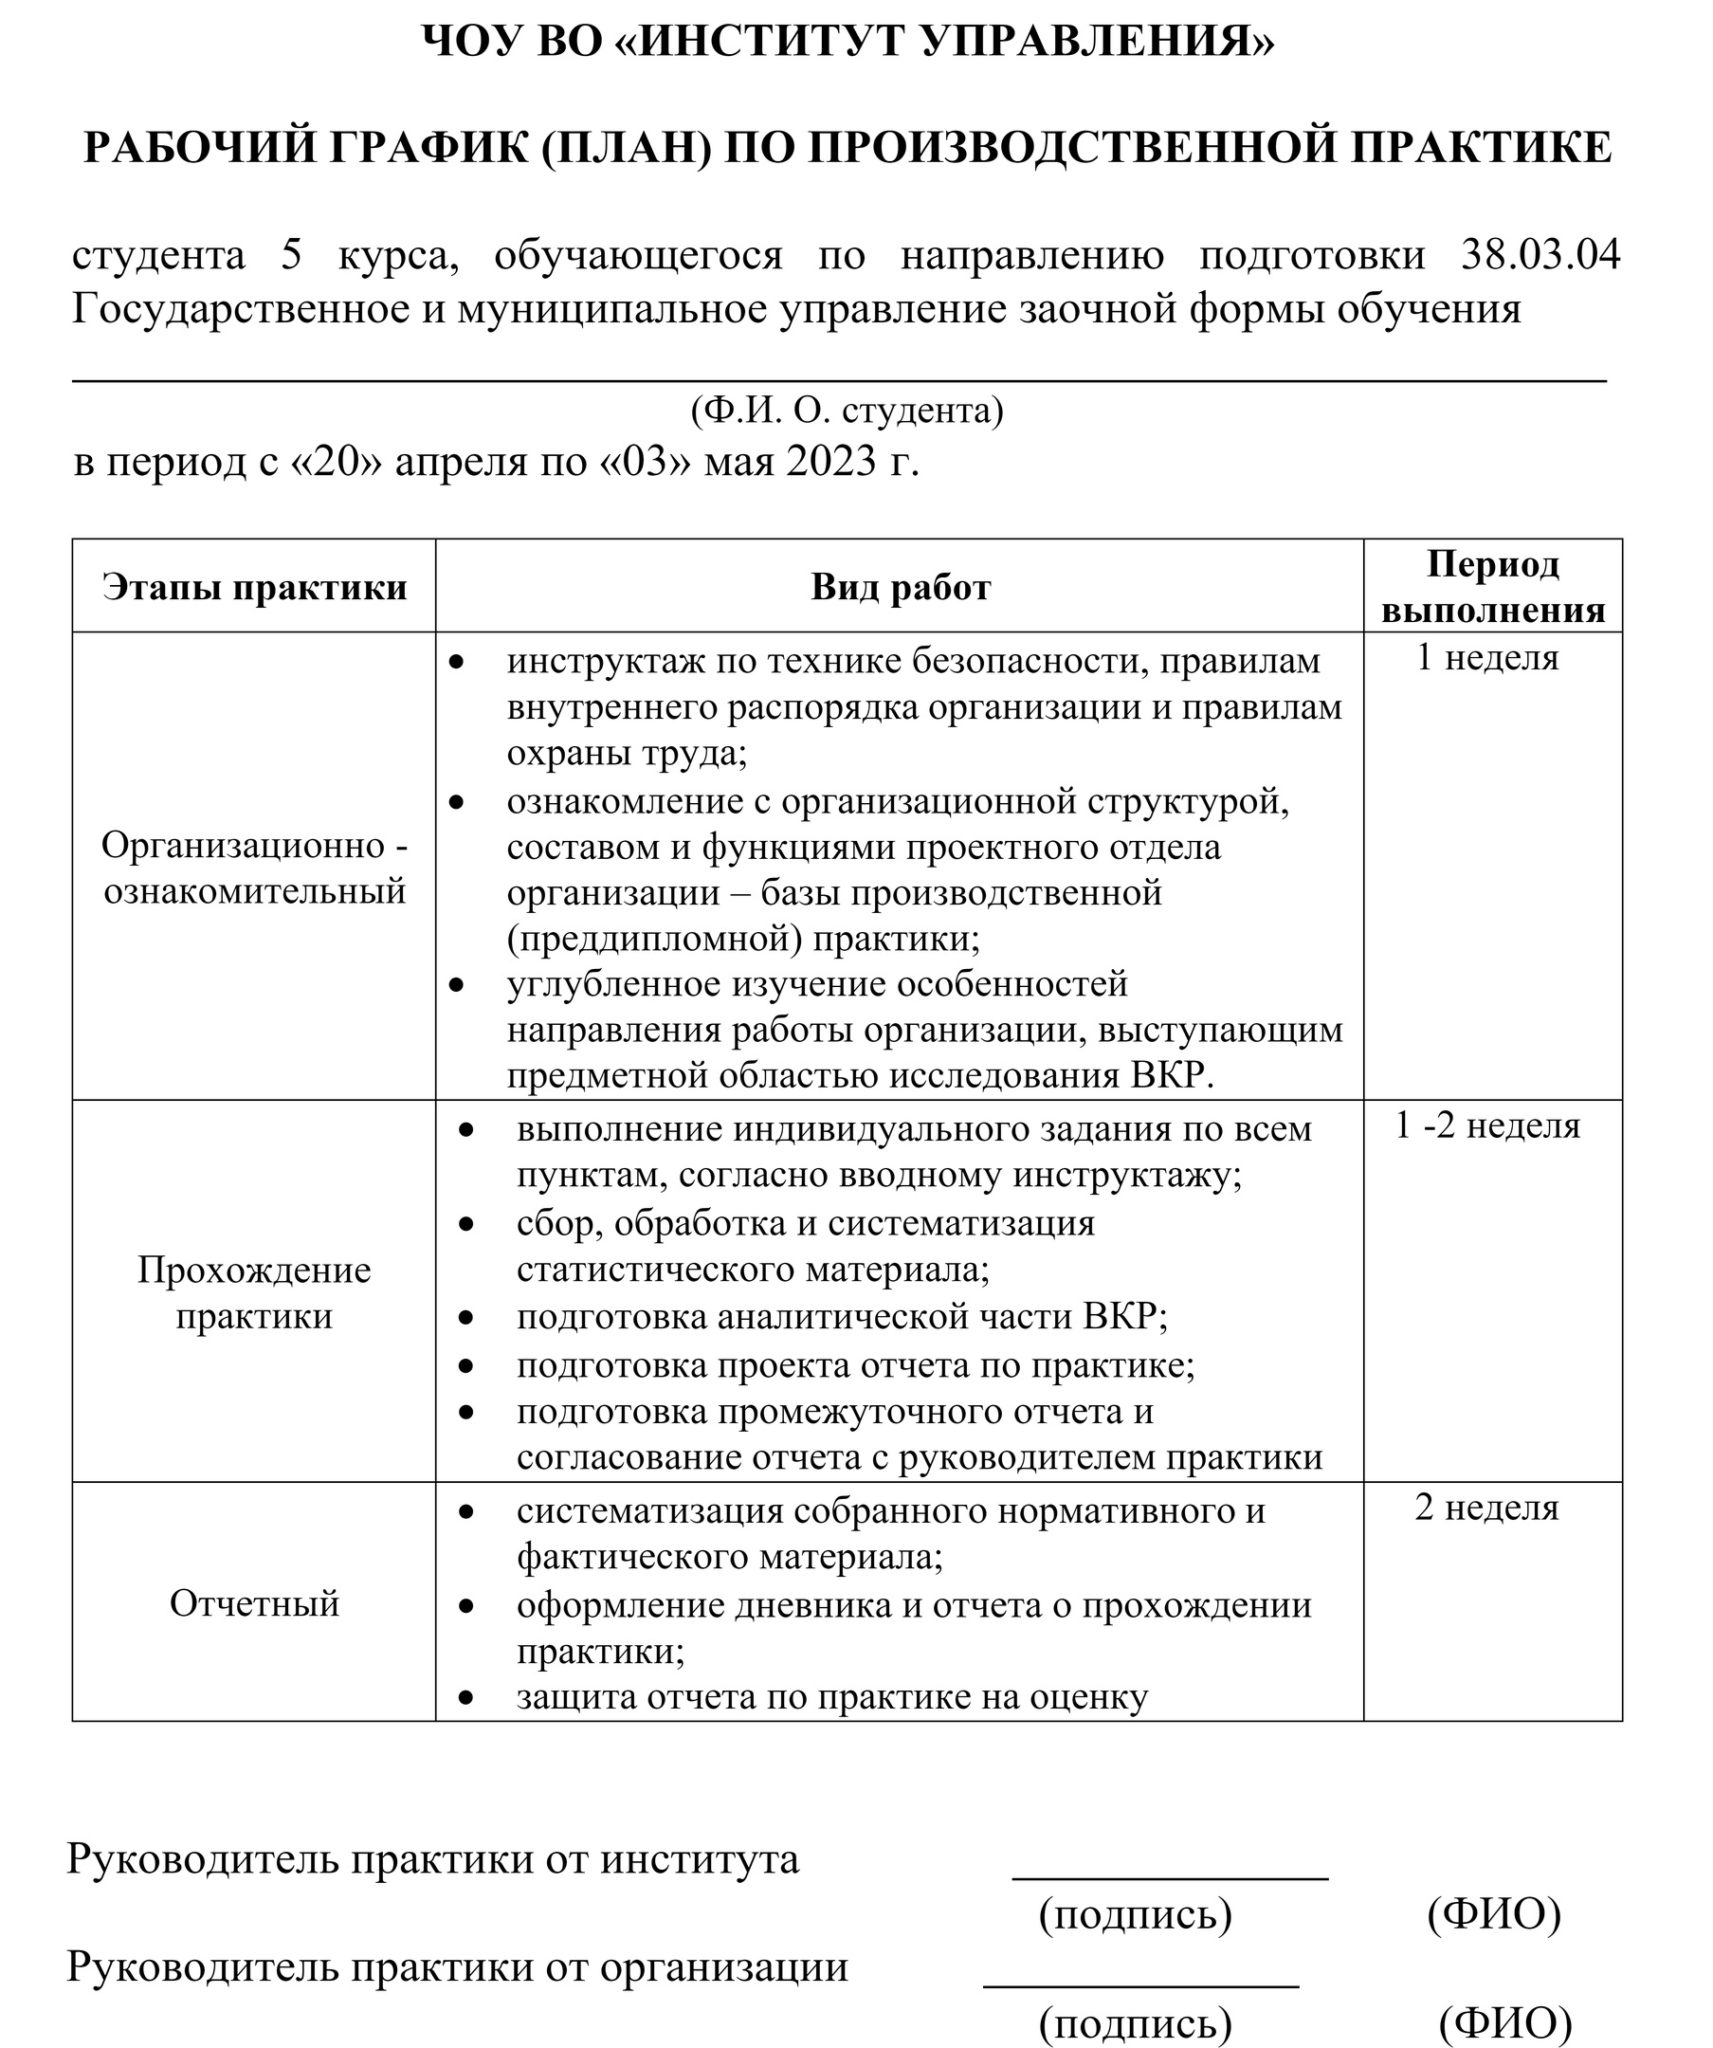 ЧОУ ВО «ИНСТИТУТ УПРАВЛЕНИЯ»
РАБОЧИЙ ГРАФИК (ПЛАН) ПО ПРОИЗВОДСТВЕННОЙ ПРАКТИКЕ
студента 5 курса, обучающегося по направлению подготовки 38.03.04
Государственное и муниципальное управление заочной формы обучения
(Ф.И. О. студента)
в период с «20» апреля по «03» мая 2023 г.
Этапы практики
Вид работ
Период
выполнения
Организационно -
ознакомительный
• инструктаж по технике безопасности, правилам
внутреннего распорядка организации и правилам
охраны труда;
• ознакомление с организационной структурой,
составом и функциями проектного отдела
организации – базы производственной
(преддипломной) практики;
• углубленное изучение особенностей
направления работы организации, выступающим
предметной областью исследования ВКР.
1 неделя
Прохождение
практики
• выполнение индивидуального задания по всем
пунктам, согласно вводному инструктажу;
• сбор, обработка и систематизация
статистического материала;
• подготовка аналитической части ВКР;
• подготовка проекта отчета по практике;
• подготовка промежуточного отчета и
согласование отчета с руководителем практики
1 -2 неделя
Отчетный
• систематизация собранного нормативного и
фактического материала;
• оформление дневника и отчета о прохождении
практики;
• защита отчета по практике на оценку
2 неделя
Руководитель практики от института
(подпись) (ФИО)
Руководитель практики от организации
(подпись) (ФИО)